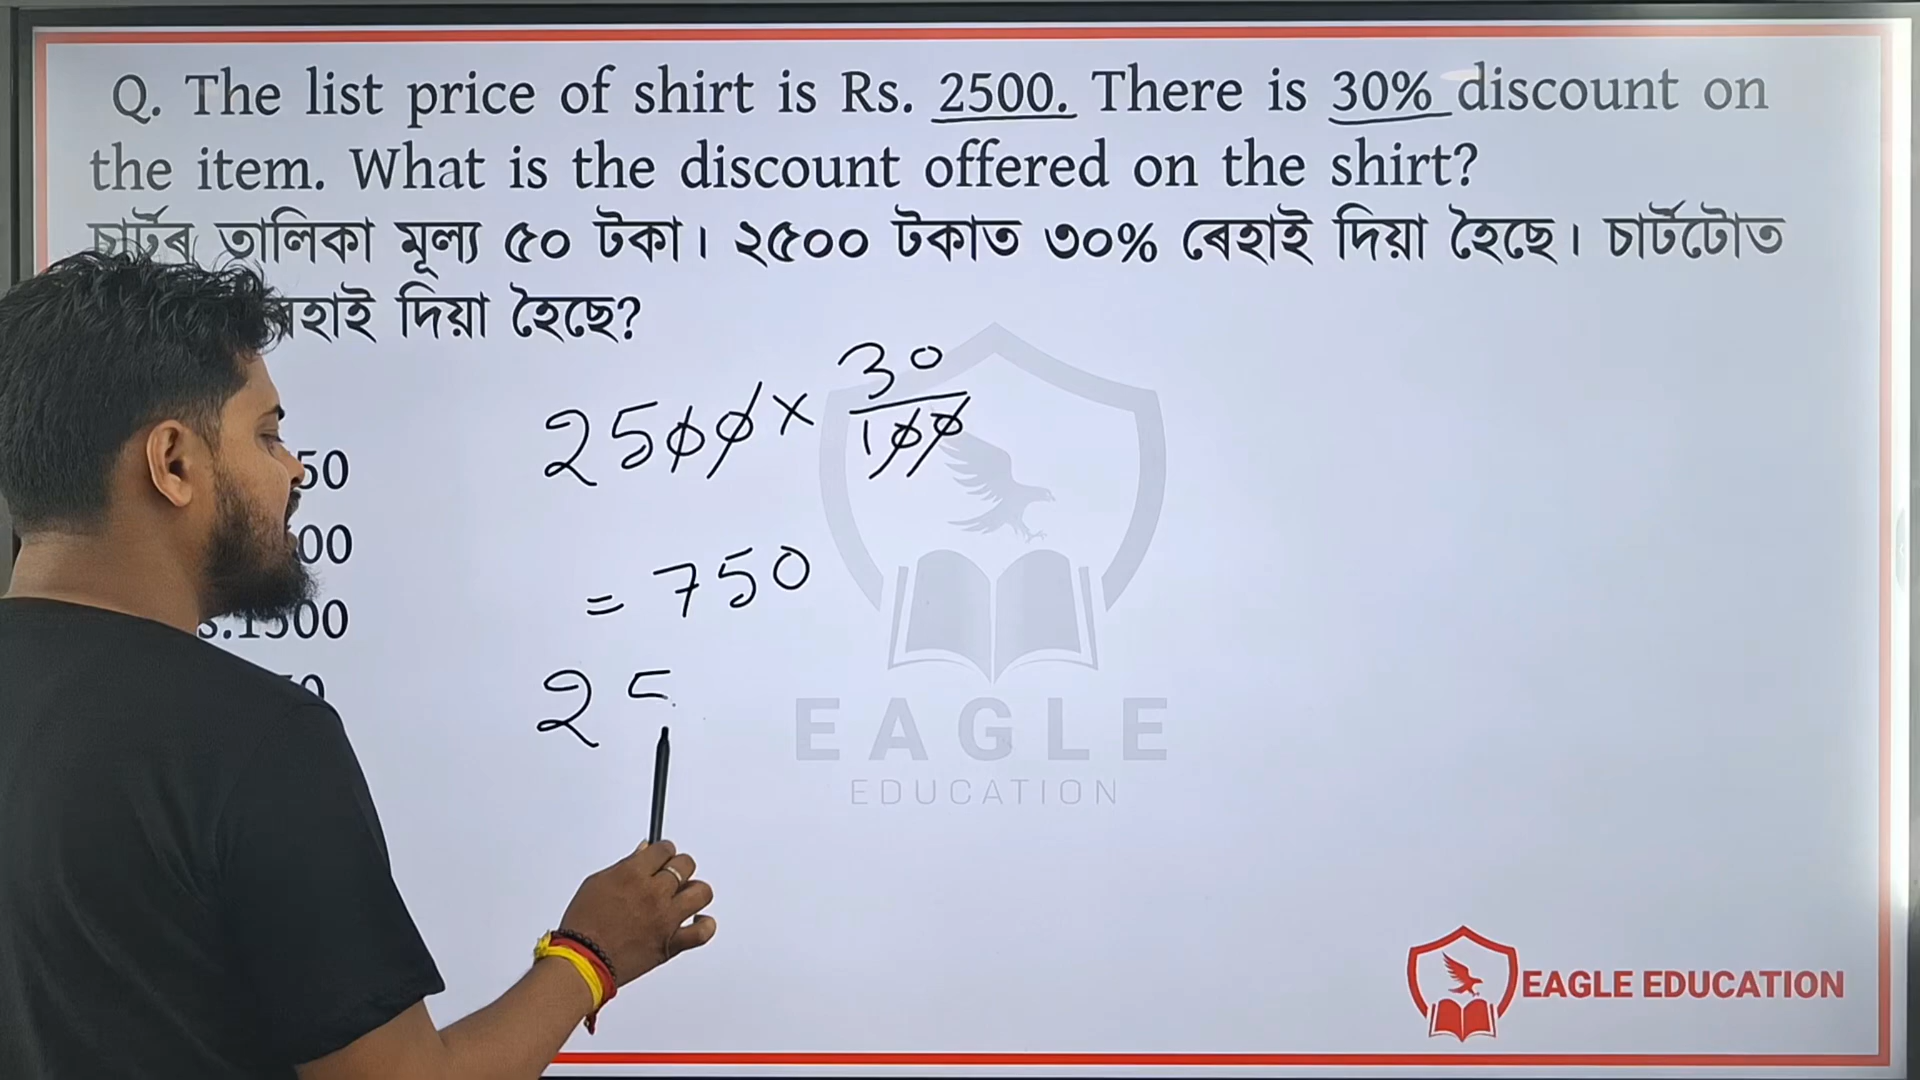 Q. The list price of shirt is Rs. 2500. There is 30% discount on
the item. What is the discount offered on the shirt?
চার্টৰ তালিকা মূল্য ৫০ টকা। ২৫০০ টকাত ৩০% ৰেহাই দিয়া হৈছে। চার্টটোত
দিয়া হৈছে?
2500 × 30/100
= 750
25
EAGLE
EDUCATION
EAGLE EDUCATION